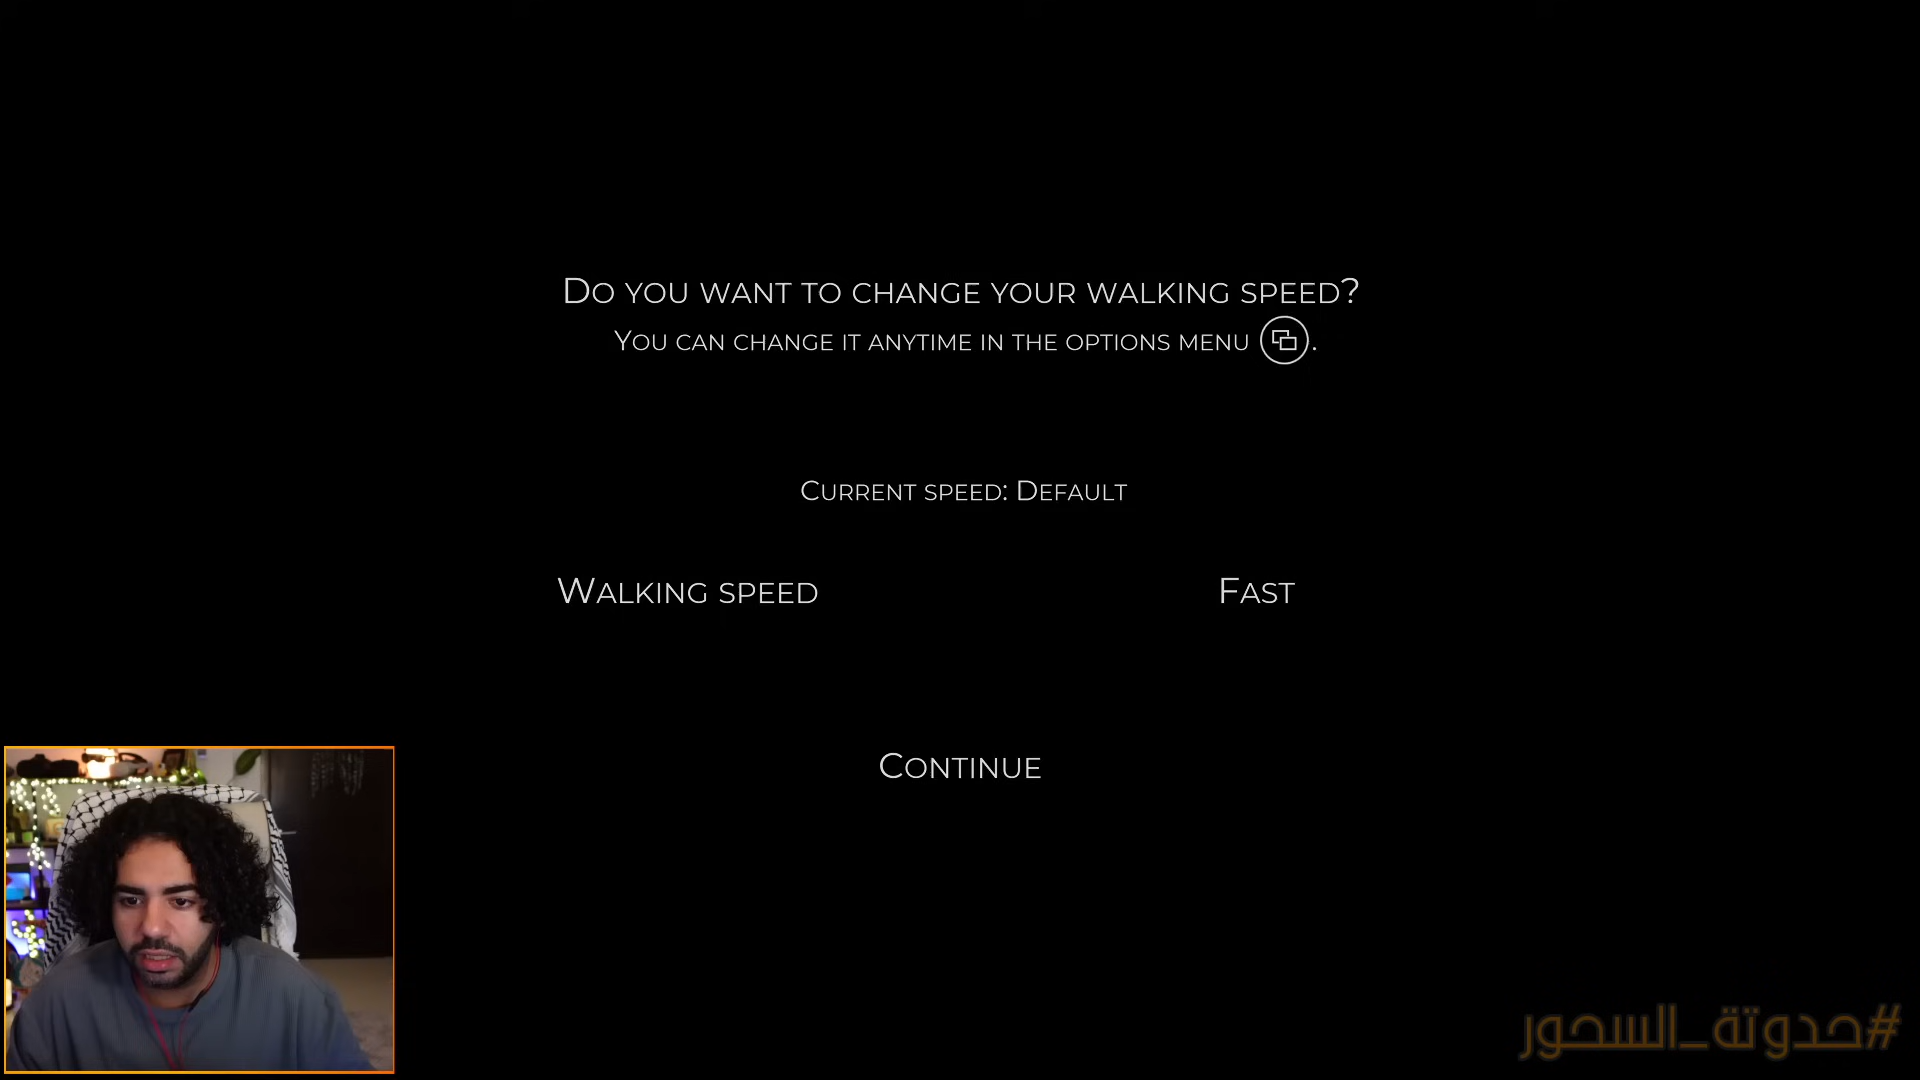 Do you want to change your walking speed?
You can change it anytime in the options menu .
Current speed: Default
Walking speed Fast
Continue
#حدوتة_السحور